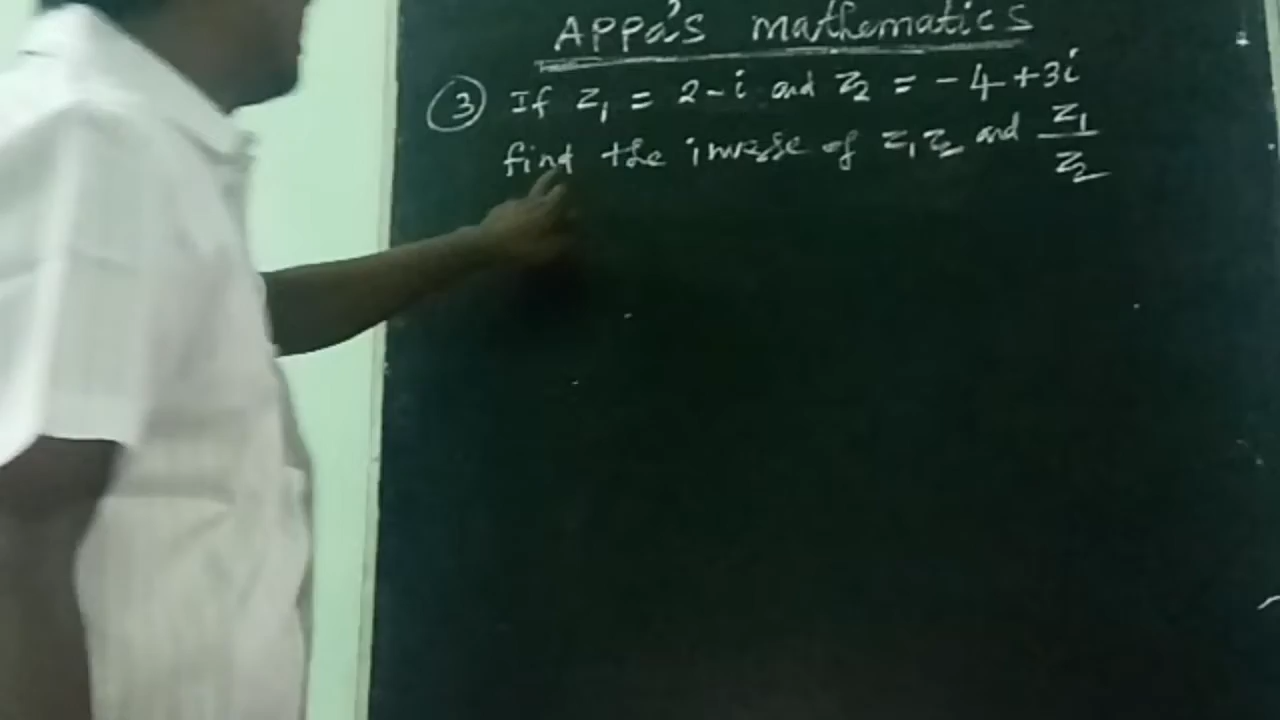 APPa's mathematics
③ If z₁ = 2-i and z₂ = -4+3i
find the inverse of z₁z₂ and z₁/z₂